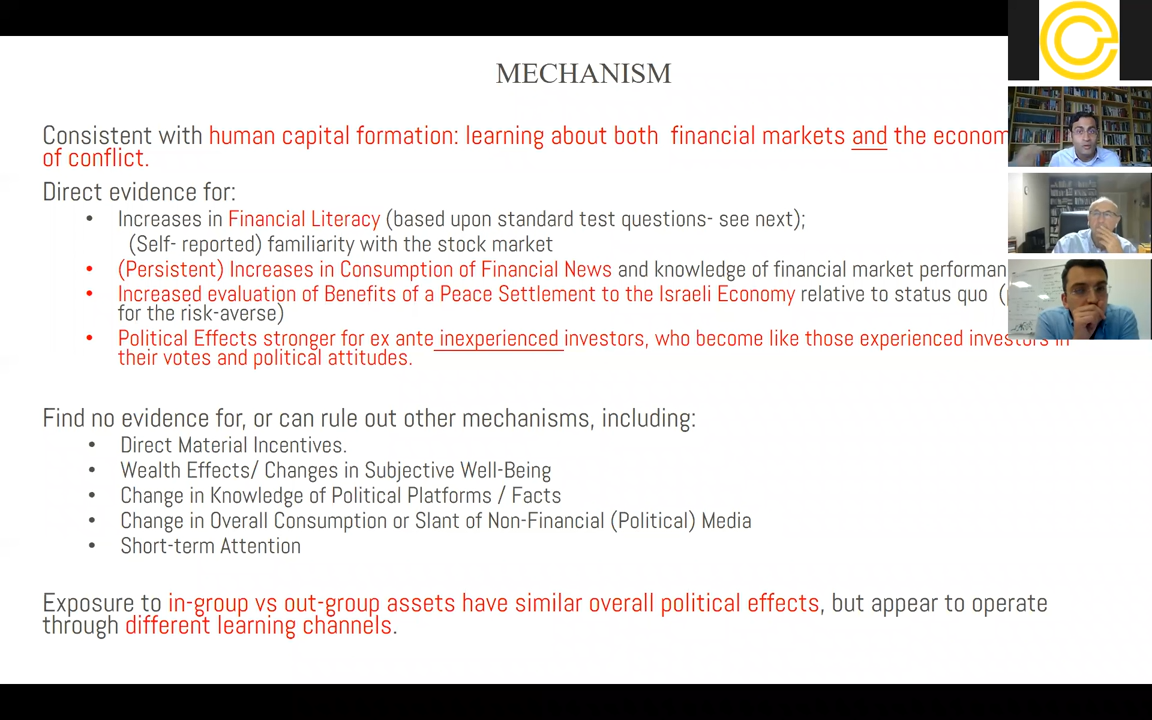 MECHANISM
Consistent with human capital formation: learning about both financial markets and the econom
of conflict.
Direct evidence for:
• Increases in Financial Literacy (based upon standard test questions- see next);
(Self- reported) familiarity with the stock market
• (Persistent) Increases in Consumption of Financial News and knowledge of financial market performan
• Increased evaluation of Benefits of a Peace Settlement to the Israeli Economy relative to status quo (
for the risk-averse)
• Political Effects stronger for ex ante inexperienced investors, who become like those experienced investors in
their votes and political attitudes.
Find no evidence for, or can rule out other mechanisms, including:
• Direct Material Incentives.
• Wealth Effects/ Changes in Subjective Well-Being
• Change in Knowledge of Political Platforms / Facts
• Change in Overall Consumption or Slant of Non-Financial (Political) Media
• Short-term Attention
Exposure to in-group vs out-group assets have similar overall political effects, but appear to operate
through different learning channels.